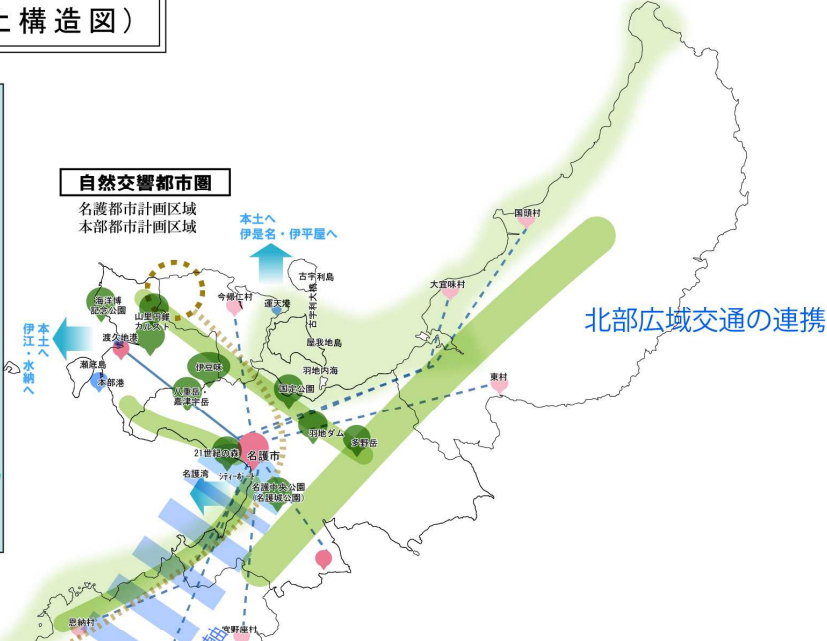 土構造図）
自然交響都市圏
名護都市計画区域
本部都市計画区域
本土へ
伊是名・伊平屋へ
国頭村
古宇利島
大宜味村
今帰仁村
運天港
古宇利大橋
海洋博
記念公園
山里円錐
カルスト
北部広域交通の連携
本土へ
伊江・水納へ
渡久地港
屋我地島
瀬底島
本部港
伊豆味
羽地内海
東村
国定公園
八重岳・
嘉津宇岳
羽地ダム
多野岳
21世紀の森
名護市
名護湾
名護中央公園
(名護城公園)
恩納村
宜野座村
軸